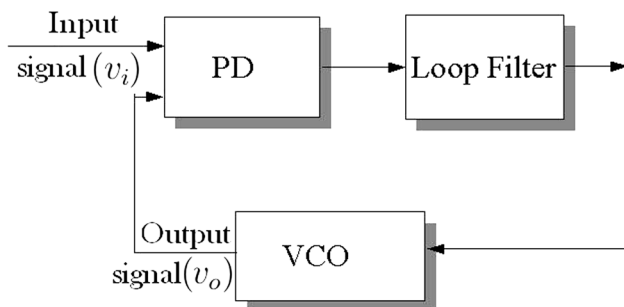 Input
signal (v_i)
PD
Loop Filter
Output
signal(v_o)
VCO